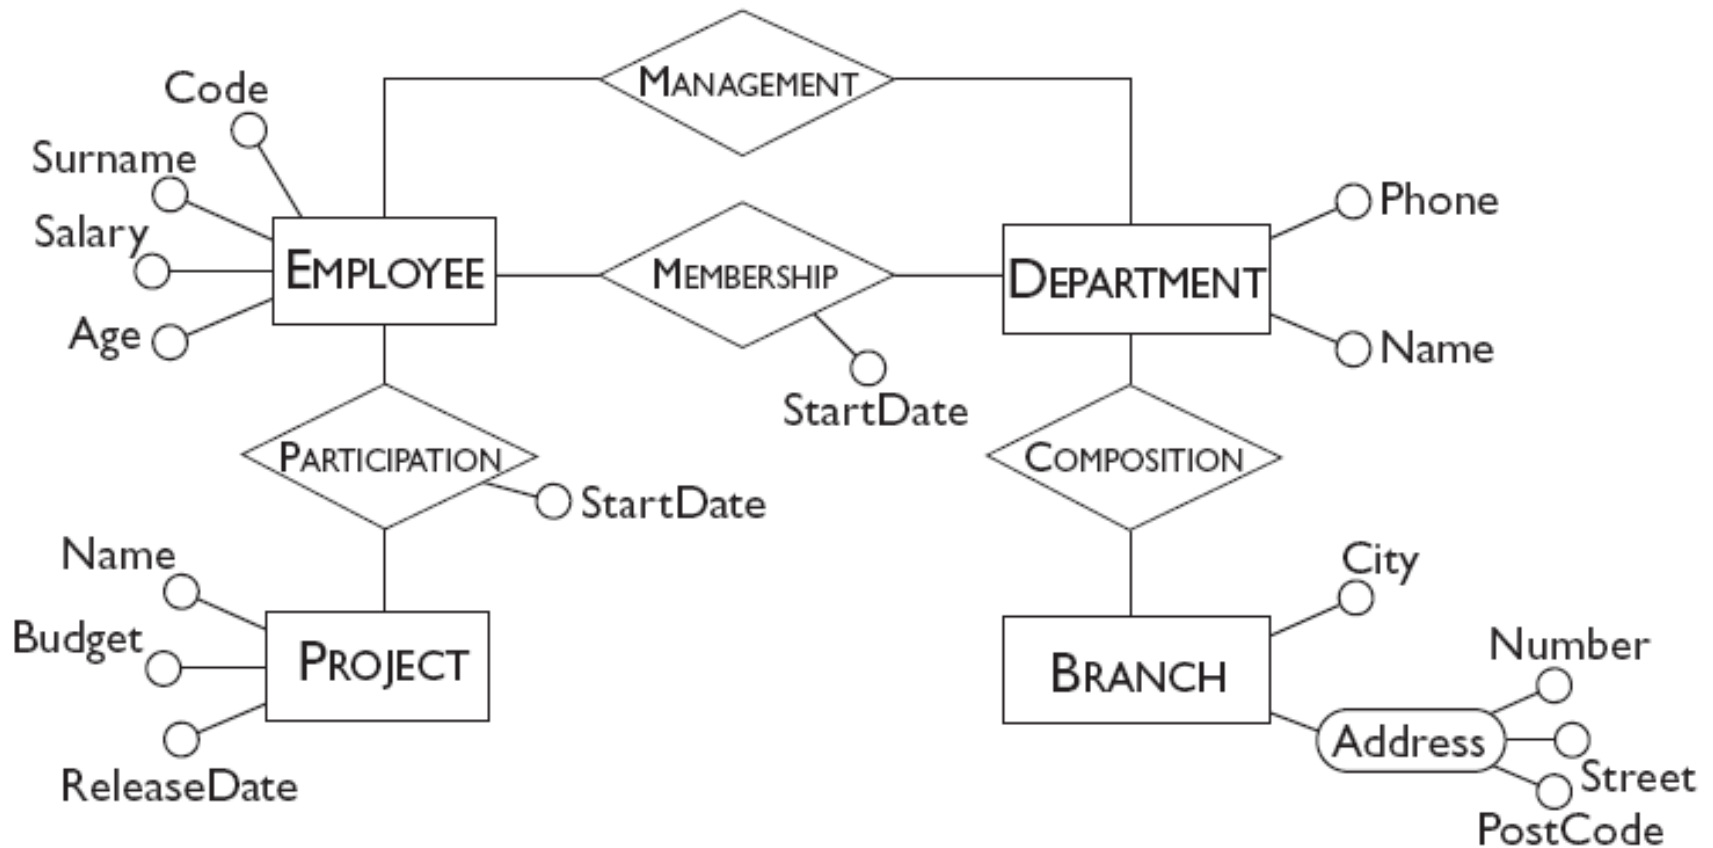 MANAGEMENT
Code
Surname
Phone
Salary
EMPLOYEE
MEMBERSHIP
DEPARTMENT
Age
Name
StartDate
PARTICIPATION
COMPOSITION
StartDate
Name
City
Budget
PROJECT
BRANCH
Number
Address
ReleaseDate
Street
PostCode